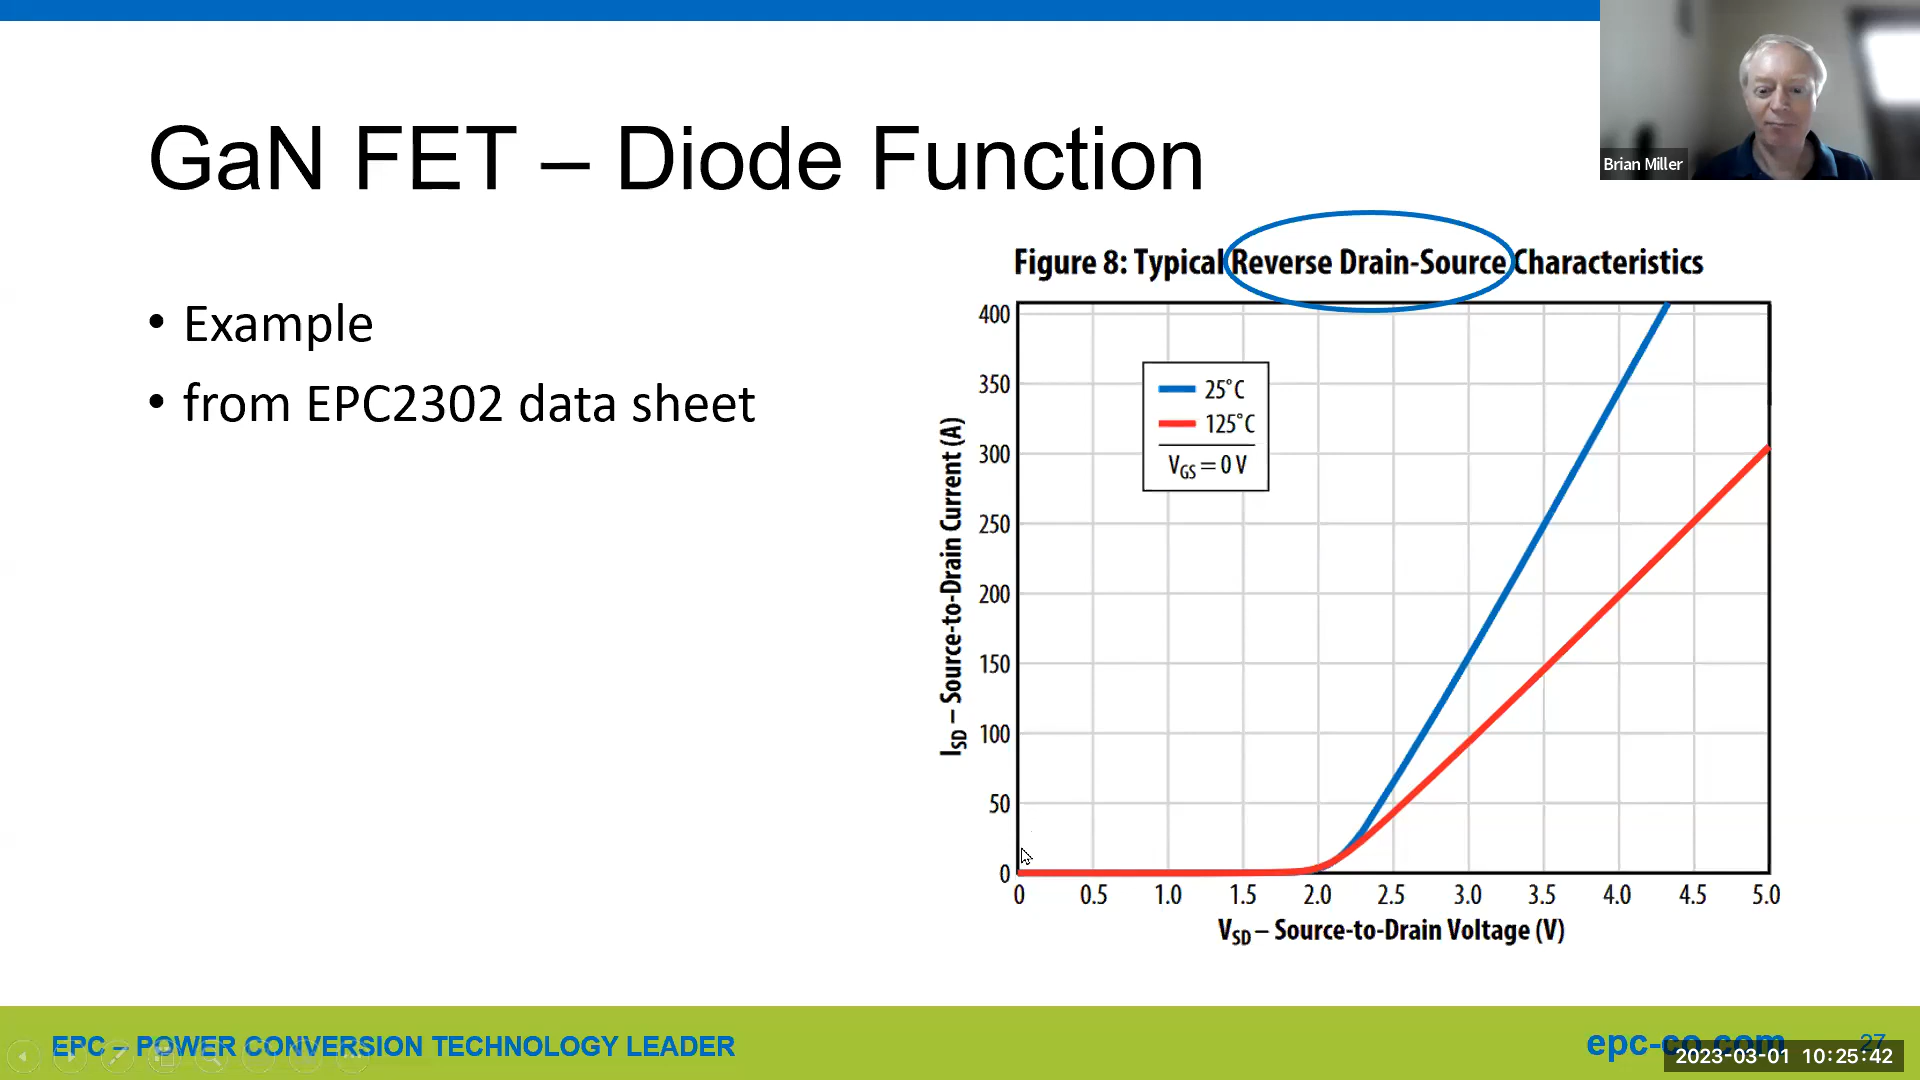 GaN FET – Diode Function
Brian Miller
• Example
• from EPC2302 data sheet
Figure 8: Typical Reverse Drain-Source Characteristics
400
350
300
250
200
150
100
50
0
ISD – Source-to-Drain Current (A)
25°C
125°C
VGS = 0 V
0 0.5 1.0 1.5 2.0 2.5 3.0 3.5 4.0 4.5 5.0
VSD – Source-to-Drain Voltage (V)
EPC – POWER CONVERSION TECHNOLOGY LEADER
epc-co.com
27
2023-03-01 10:25:42